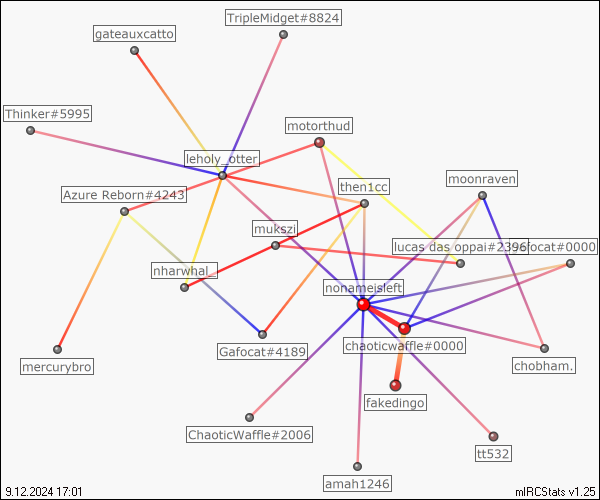 TripleMidget#8824
gateauxcatto
Thinker#5995
motorthud
leholy_otter
then1cc
moonraven
Azure Reborn#4243
mukszi
lucas das oppai#2396
focat#0000
nharwhal_
nonameisleft
chaoticwaffle#0000
Gafocat#4189
mercurybro
chobham.
fakedingo
ChaoticWaffle#2006
tt532
amah1246
9.12.2024 17:01
mIRCStats v1.25